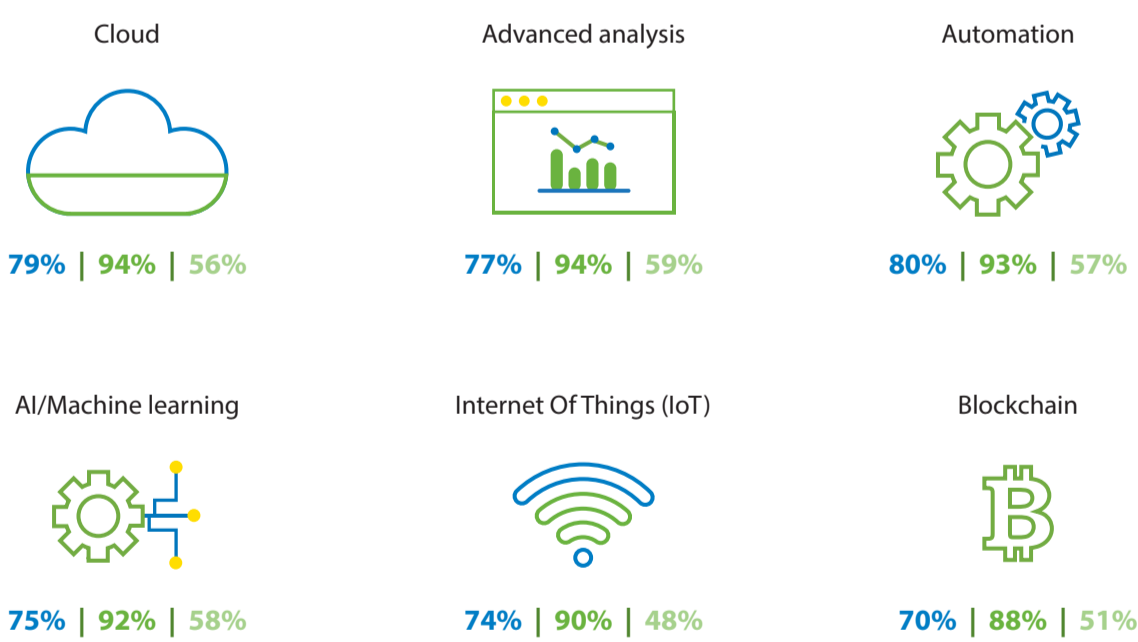 Cloud
Advanced analysis
Automation
79% | 94% | 56%
77% | 94% | 59%
80% | 93% | 57%
AI/Machine learning
Internet Of Things (IoT)
Blockchain
75% | 92% | 58%
74% | 90% | 48%
70% | 88% | 51%